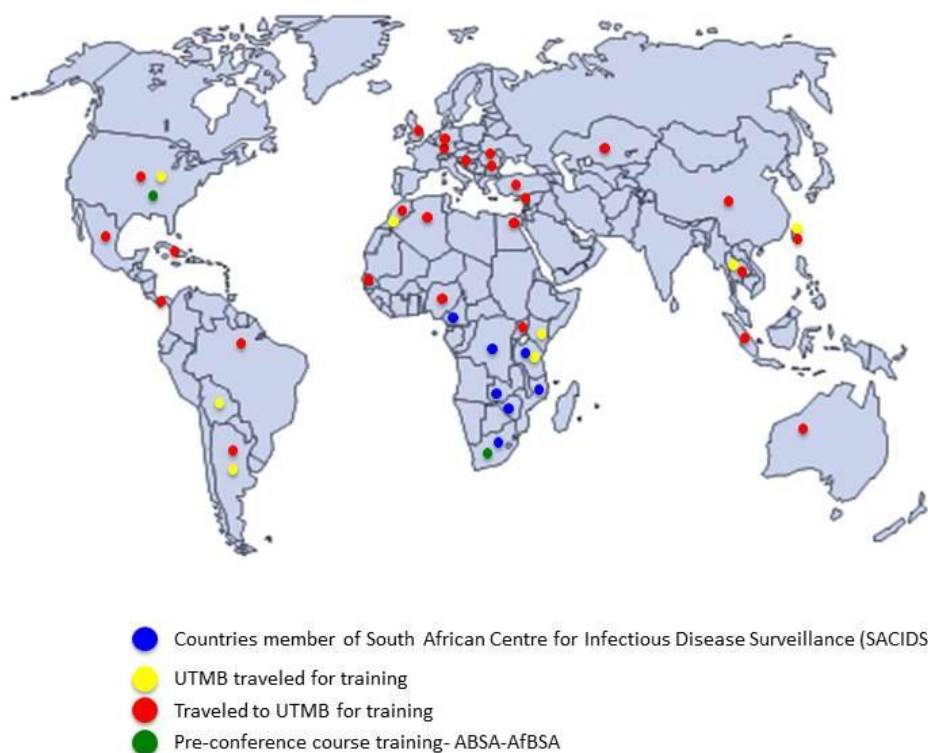 Countries member of South African Centre for Infectious Disease Surveillance (SACIDS
UTMB traveled for training
Traveled to UTMB for training
Pre-conference course training- ABSA-AfBSA